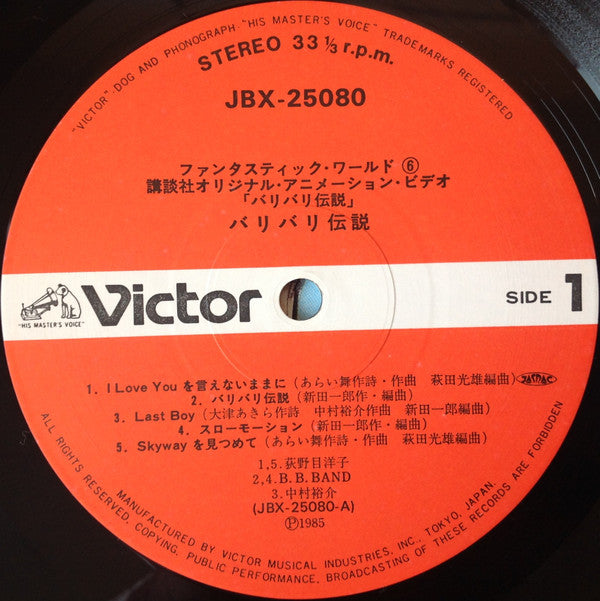 "VICTOR"-DOG AND PHONOGRAPH-"HIS MASTER'S VOICE" TRADEMARKS REGISTERED
STEREO 33 ⅓ r.p.m.
JBX-25080
ファンタスティック・ワールド ⑥
講談社オリジナル・アニメーション・ビデオ
「バリバリ伝説」
バリバリ伝説
"HIS MASTER'S VOICE"
Victor
SIDE 1
1. I Love You を言えないままに(あらい舞作詩・作曲 萩田光雄編曲) JASRAC
2. バリバリ伝説(新田一郎作・編曲)
3. Last Boy(大津あきら作詩 中村裕介作曲 新田一郎編曲)
4. スローモーション(新田一郎作・編曲)
5. Skyway を見つめて(あらい舞作詩・作曲 萩田光雄編曲)
1,5. 荻野目洋子
2,4. B.B.BAND
3. 中村裕介
(JBX-25080-A)
Ⓟ1985
MANUFACTURED BY VICTOR MUSICAL INDUSTRIES, INC., TOKYO, JAPAN.
ALL RIGHTS RESERVED, COPYING, PUBLIC PERFORMANCE, BROADCASTING OF THESE RECORDS ARE FORBIDDEN